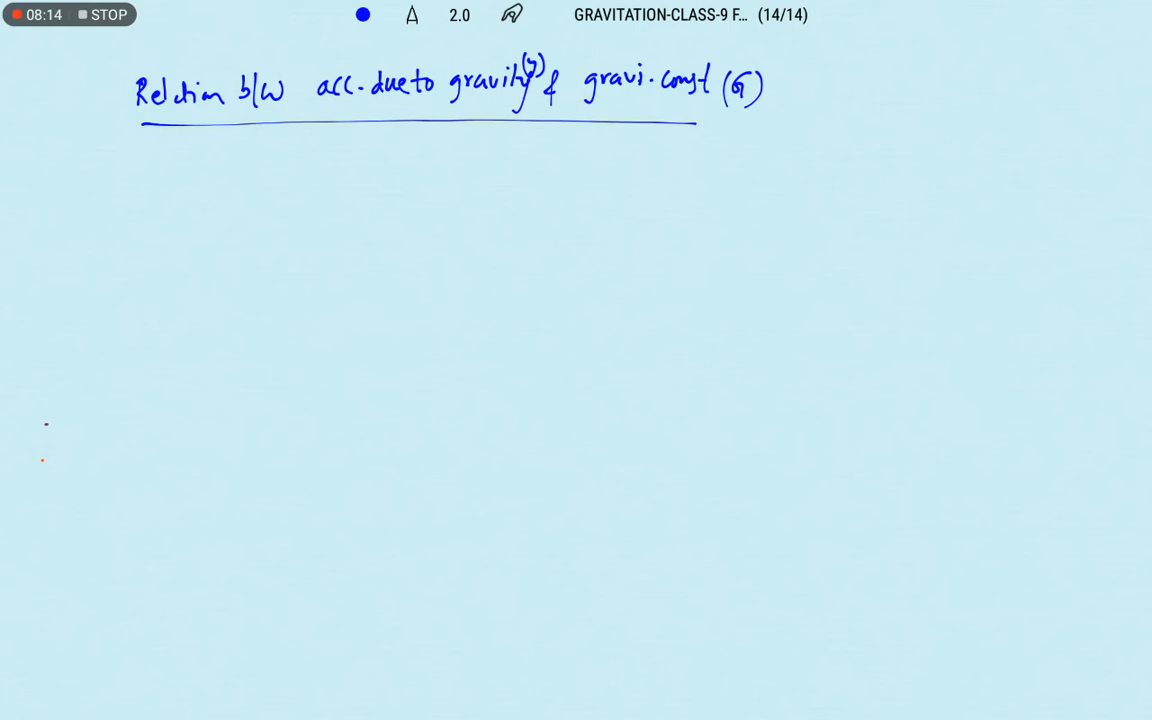 08:14 STOP 2.0 GRAVITATION-CLASS-9 F... (14/14)
Relation b/w acc. due to gravity (g) & gravi. const (G)